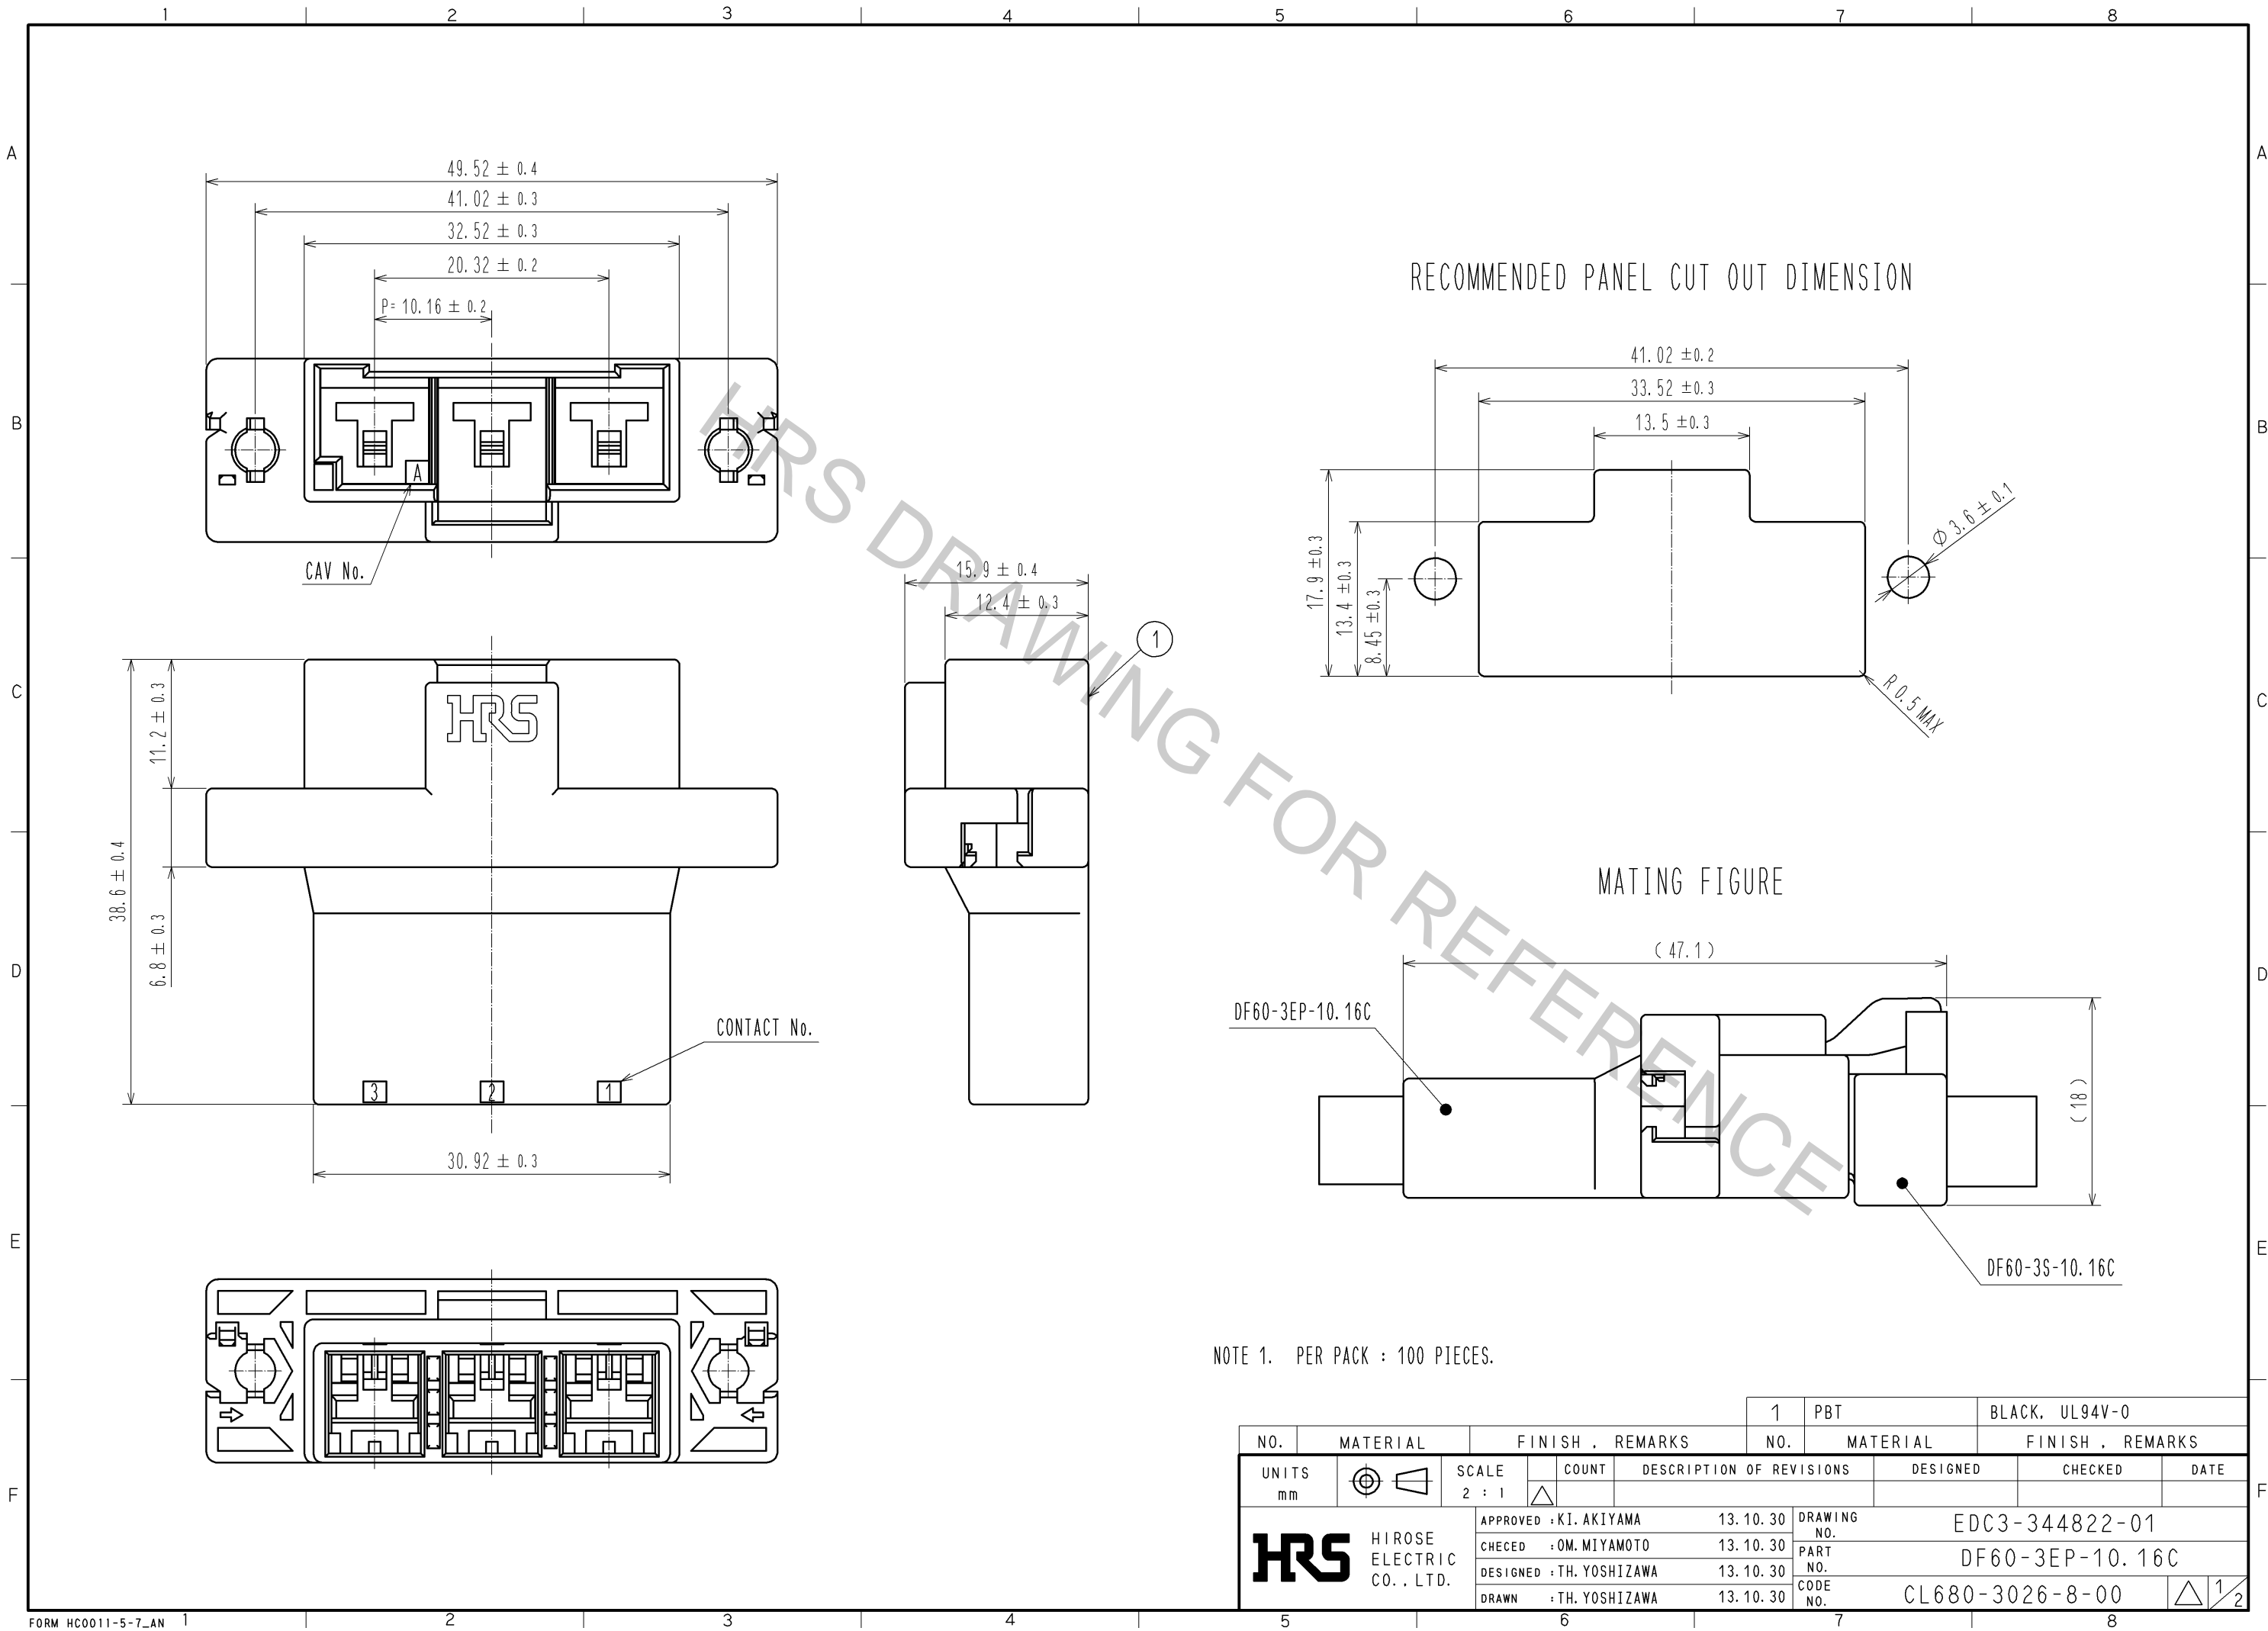 1 2 3 4 5 6 7 8
A A
B B
C C
D D
E E
F F
49.52 ± 0.4
41.02 ± 0.3
32.52 ± 0.3
20.32 ± 0.2
P= 10.16 ± 0.2
A
CAV No.
RECOMMENDED PANEL CUT OUT DIMENSION
41.02 ±0.2
33.52 ±0.3
13.5 ±0.3
17.9 ±0.3
13.4 ±0.3
8.45 ±0.3
Ø 3.6 ± 0.1
R 0.5 MAX
15.9 ± 0.4
12.4 ± 0.3
1
HRS
11.2 ± 0.3
38.6 ± 0.4
6.8 ± 0.3
CONTACT No.
3 2 1
30.92 ± 0.3
HRS DRAWING FOR REFERENCE
MATING FIGURE
( 47.1 )
DF60-3EP-10.16C
( 18 )
DF60-3S-10.16C
NOTE 1. PER PACK : 100 PIECES.
1 PBT BLACK, UL94V-0
NO. MATERIAL FINISH , REMARKS NO. MATERIAL FINISH , REMARKS
UNITS
mm
SCALE
2 : 1
COUNT DESCRIPTION OF REVISIONS DESIGNED CHECKED DATE
HRS
HIROSE
ELECTRIC
CO., LTD.
APPROVED : KI. AKIYAMA 13.10.30
CHECED : OM. MIYAMOTO 13.10.30
DESIGNED : TH. YOSHIZAWA 13.10.30
DRAWN : TH. YOSHIZAWA 13.10.30
DRAWING NO. EDC3-344822-01
PART NO. DF60-3EP-10.16C
CODE NO. CL680-3026-8-00
1/2
FORM HC0011-5-7_AN
1 2 3 4 5 6 7 8